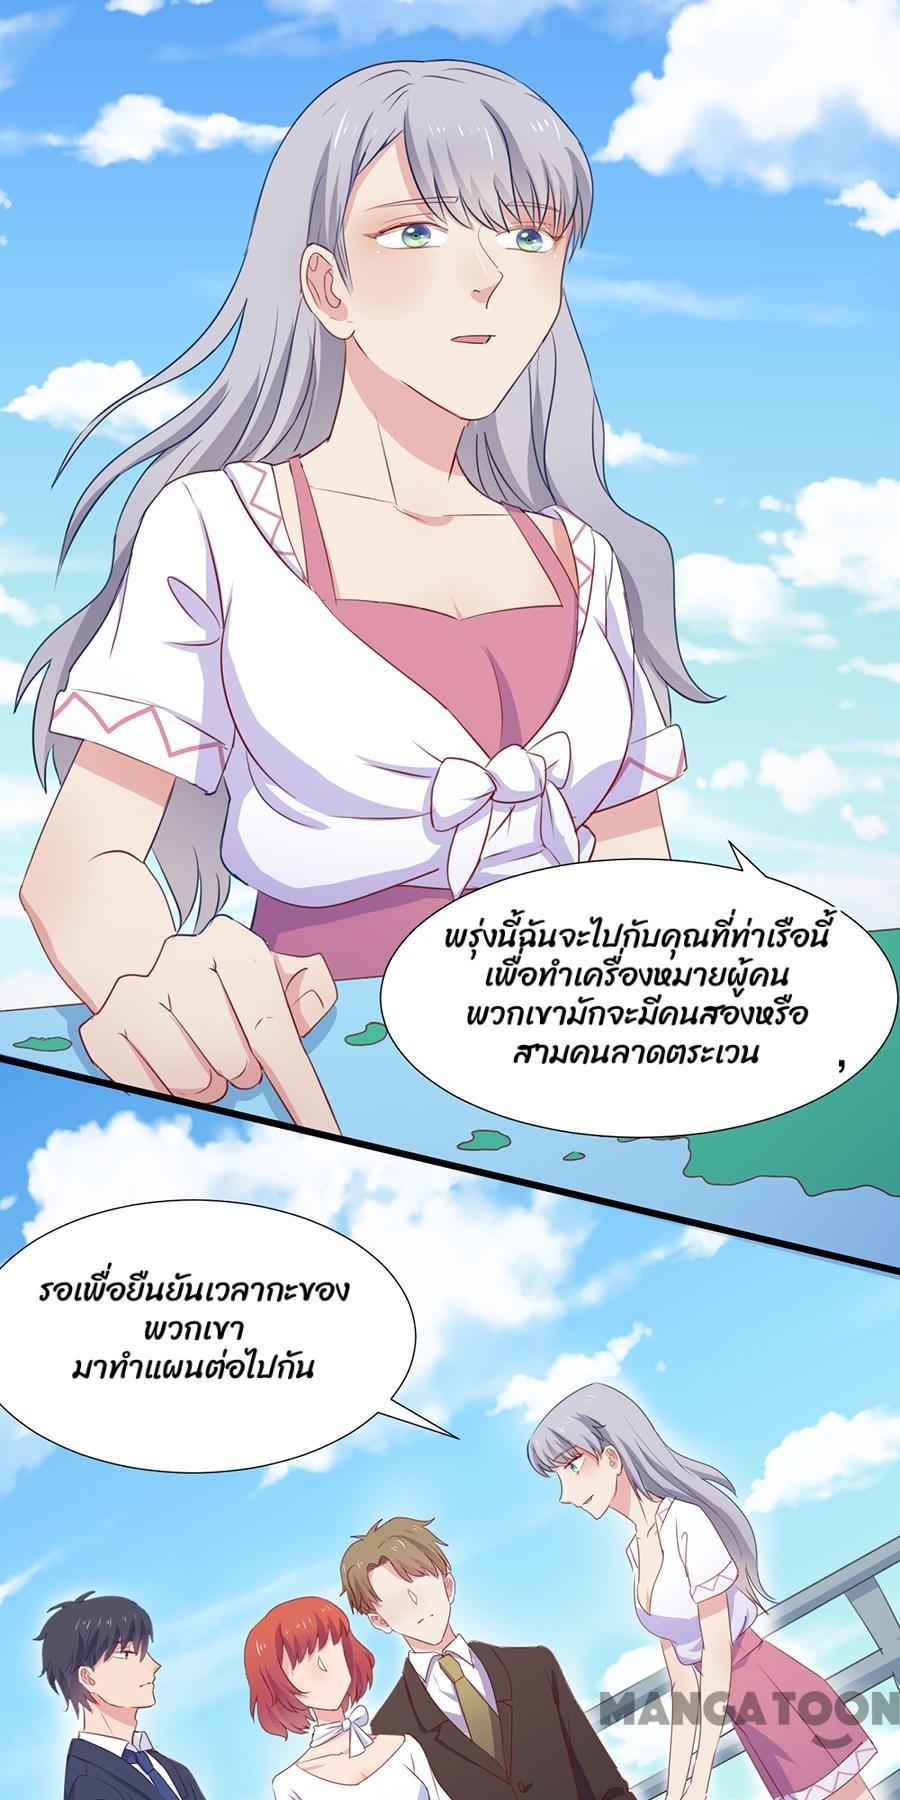 พรุ่งนี้ฉันจะไปกับคุณที่ท่าเรือนี้
เพื่อทำเครื่องหมายผู้คน
พวกเขามักจะมีคนสองหรือ
สามคนลาดตระเวน ,
รอเพื่อยืนยันเวลากะของ
พวกเขา
มาทำแผนต่อไปกัน
MANGATOON